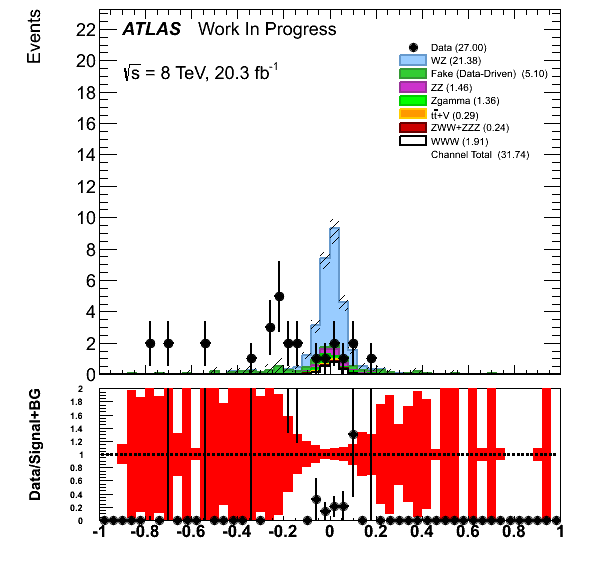 ATLAS Work In Progress
√s = 8 TeV, 20.3 fb⁻¹
Events
22
20
18
16
14
12
10
8
6
4
2
0
Data (27.00)
WZ (21.38)
Fake (Data-Driven) (5.10)
ZZ (1.46)
Zgamma (1.36)
tt̄+V (0.29)
ZWW+ZZZ (0.24)
WWW (1.91)
Channel Total (31.74)
Data/Signal+BG
2
1.8
1.6
1.4
1.2
1
0.8
0.6
0.4
0.2
0
-1 -0.8 -0.6 -0.4 -0.2 0 0.2 0.4 0.6 0.8 1